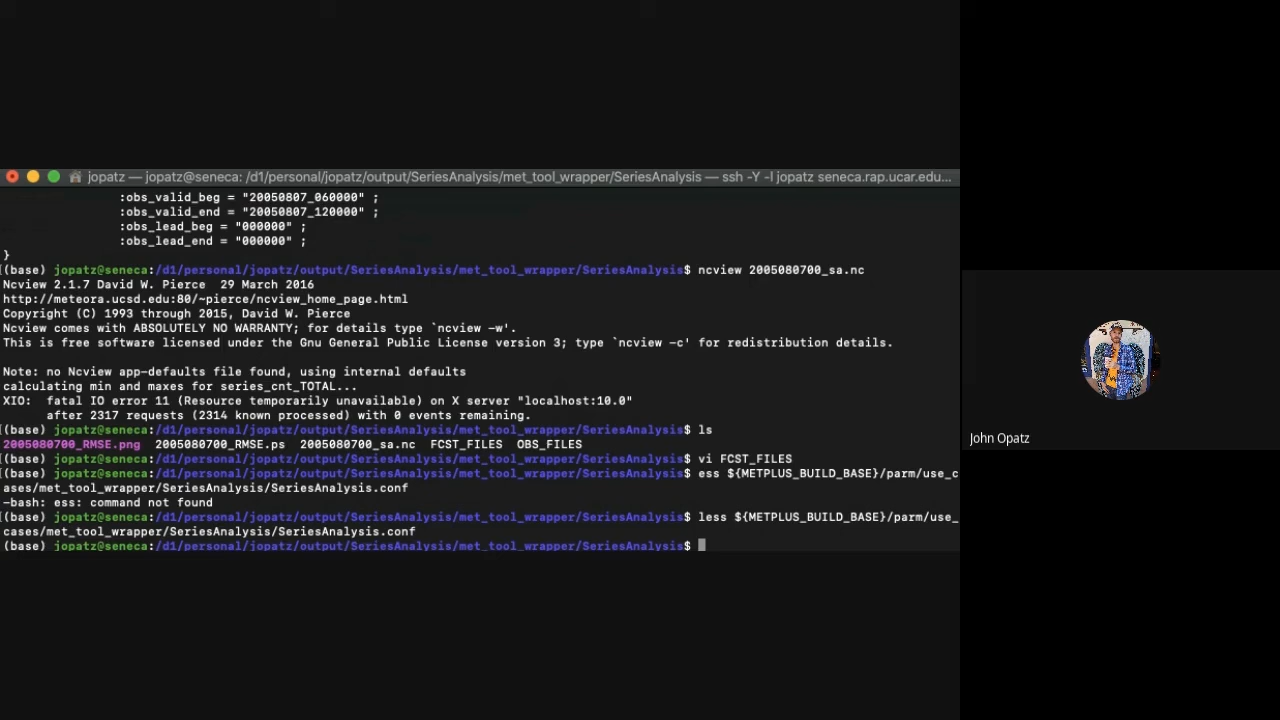 jopatz — jopatz@seneca: /d1/personal/jopatz/output/SeriesAnalysis/met_tool_wrapper/SeriesAnalysis — ssh -Y -l jopatz seneca.rap.ucar.edu...
:obs_valid_beg = "20050807_060000" ;
:obs_valid_end = "20050807_120000" ;
:obs_lead_beg = "000000" ;
:obs_lead_end = "000000" ;
}
[(base) jopatz@seneca:/d1/personal/jopatz/output/SeriesAnalysis/met_tool_wrapper/SeriesAnalysis$ ncview 2005080700_sa.nc
Ncview 2.1.7 David W. Pierce  29 March 2016
http://meteora.ucsd.edu:80/~pierce/ncview_home_page.html
Copyright (C) 1993 through 2015, David W. Pierce
Ncview comes with ABSOLUTELY NO WARRANTY; for details type `ncview -w'.
This is free software licensed under the Gnu General Public License version 3; type `ncview -c' for redistribution details.
Note: no Ncview app-defaults file found, using internal defaults
calculating min and maxes for series_cnt_TOTAL...
XIO:  fatal IO error 11 (Resource temporarily unavailable) on X server "localhost:10.0"
after 2317 requests (2314 known processed) with 0 events remaining.
[(base) jopatz@seneca:/d1/personal/jopatz/output/SeriesAnalysis/met_tool_wrapper/SeriesAnalysis$ ls
2005080700_RMSE.png  2005080700_RMSE.ps  2005080700_sa.nc  FCST_FILES  OBS_FILES
[(base) jopatz@seneca:/d1/personal/jopatz/output/SeriesAnalysis/met_tool_wrapper/SeriesAnalysis$ vi FCST_FILES
[(base) jopatz@seneca:/d1/personal/jopatz/output/SeriesAnalysis/met_tool_wrapper/SeriesAnalysis$ ess ${METPLUS_BUILD_BASE}/parm/use_c
ases/met_tool_wrapper/SeriesAnalysis/SeriesAnalysis.conf
-bash: ess: command not found
[(base) jopatz@seneca:/d1/personal/jopatz/output/SeriesAnalysis/met_tool_wrapper/SeriesAnalysis$ less ${METPLUS_BUILD_BASE}/parm/use_
cases/met_tool_wrapper/SeriesAnalysis/SeriesAnalysis.conf
(base) jopatz@seneca:/d1/personal/jopatz/output/SeriesAnalysis/met_tool_wrapper/SeriesAnalysis$
John Opatz